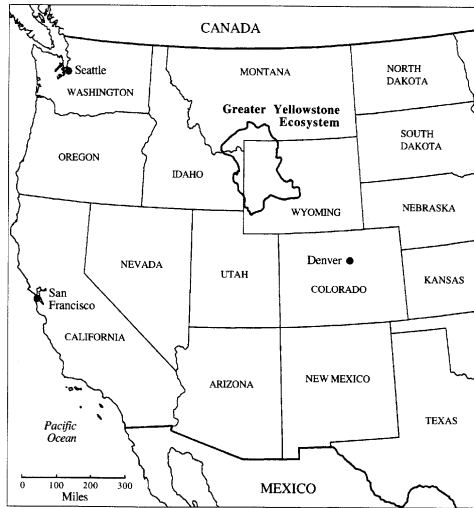 CANADA
Seattle
WASHINGTON
MONTANA
NORTH
DAKOTA
Greater Yellowstone
Ecosystem
SOUTH
DAKOTA
OREGON
IDAHO
WYOMING
NEBRASKA
NEVADA
UTAH
Denver
COLORADO
KANSAS
San
Francisco
CALIFORNIA
ARIZONA
NEW MEXICO
TEXAS
Pacific
Ocean
0 100 200 300
Miles
MEXICO